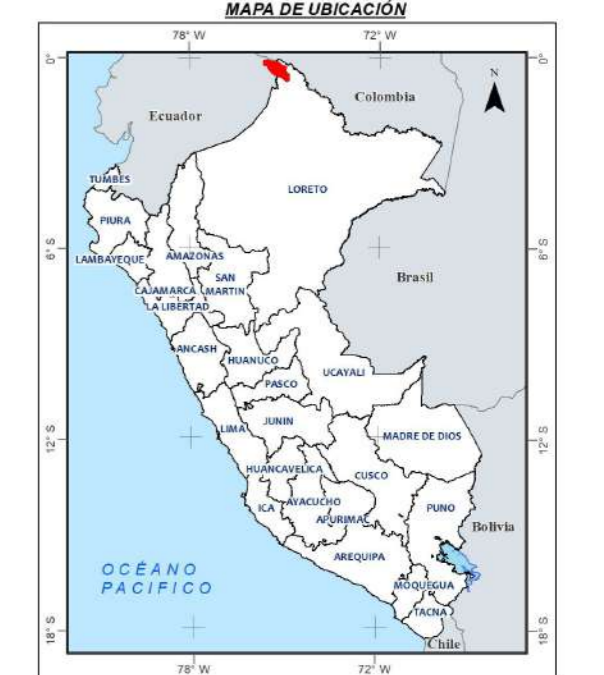 MAPA DE UBICACIÓN
78° W
72° W
0°
0°
N
Colombia
Ecuador
TUMBES
LORETO
PIURA
6° S
6° S
LAMBAYEQUE
AMAZONAS
SAN
MARTIN
Brasil
CAJAMARCA
LA LIBERTAD
ANCASH
HUANUCO
UCAYALI
PASCO
LIMA
JUNIN
MADRE DE DIOS
12° S
12° S
HUANCAVELICA
CUSCO
ICA
AYACUCHO
PUNO
APURIMAC
Bolivia
AREQUIPA
OCÉANO
PACIFICO
MOQUEGUA
TACNA
18° S
18° S
Chile
78° W
72° W